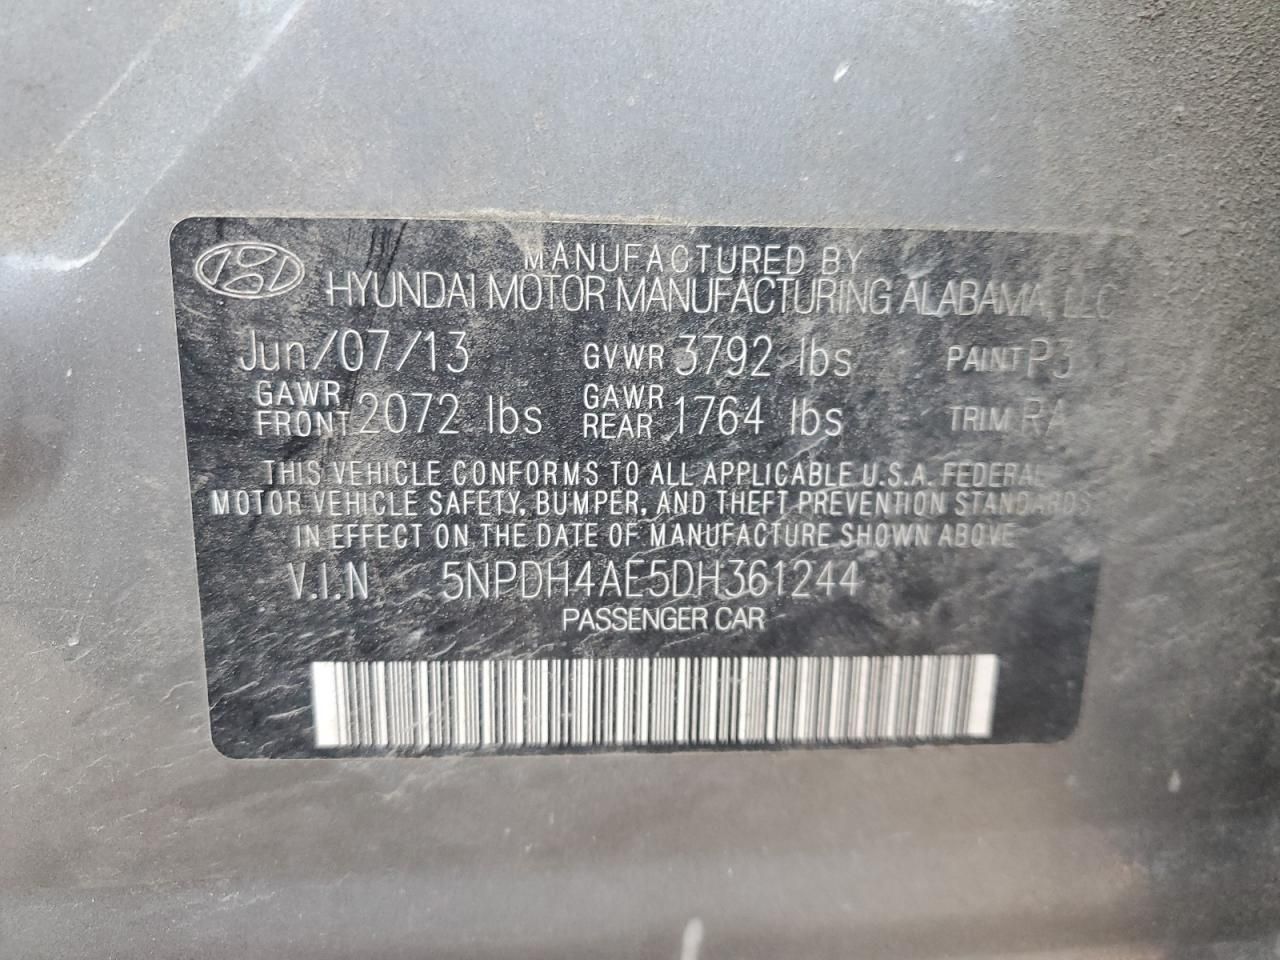 MANUFACTURED BY
HYUNDAI MOTOR MANUFACTURING ALABAMA, LLC
Jun/07/13 GVWR 3792 lbs PAINT P3
GAWR FRONT 2072 lbs GAWR REAR 1764 lbs TRIM RA
THIS VEHICLE CONFORMS TO ALL APPLICABLE U.S.A. FEDERAL
MOTOR VEHICLE SAFETY, BUMPER, AND THEFT PREVENTION STANDARDS
IN EFFECT ON THE DATE OF MANUFACTURE SHOWN ABOVE
V.I.N 5NPDH4AE5DH361244
PASSENGER CAR